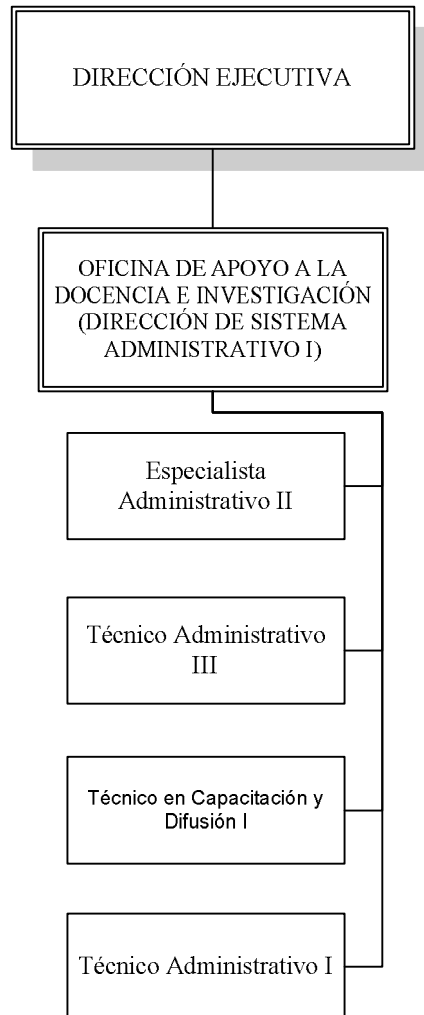 DIRECCIÓN EJECUTIVA
OFICINA DE APOYO A LA
DOCENCIA E INVESTIGACIÓN
(DIRECCIÓN DE SISTEMA
ADMINISTRATIVO I)
Especialista
Administrativo II
Técnico Administrativo
III
Técnico en Capacitación y
Difusión I
Técnico Administrativo I